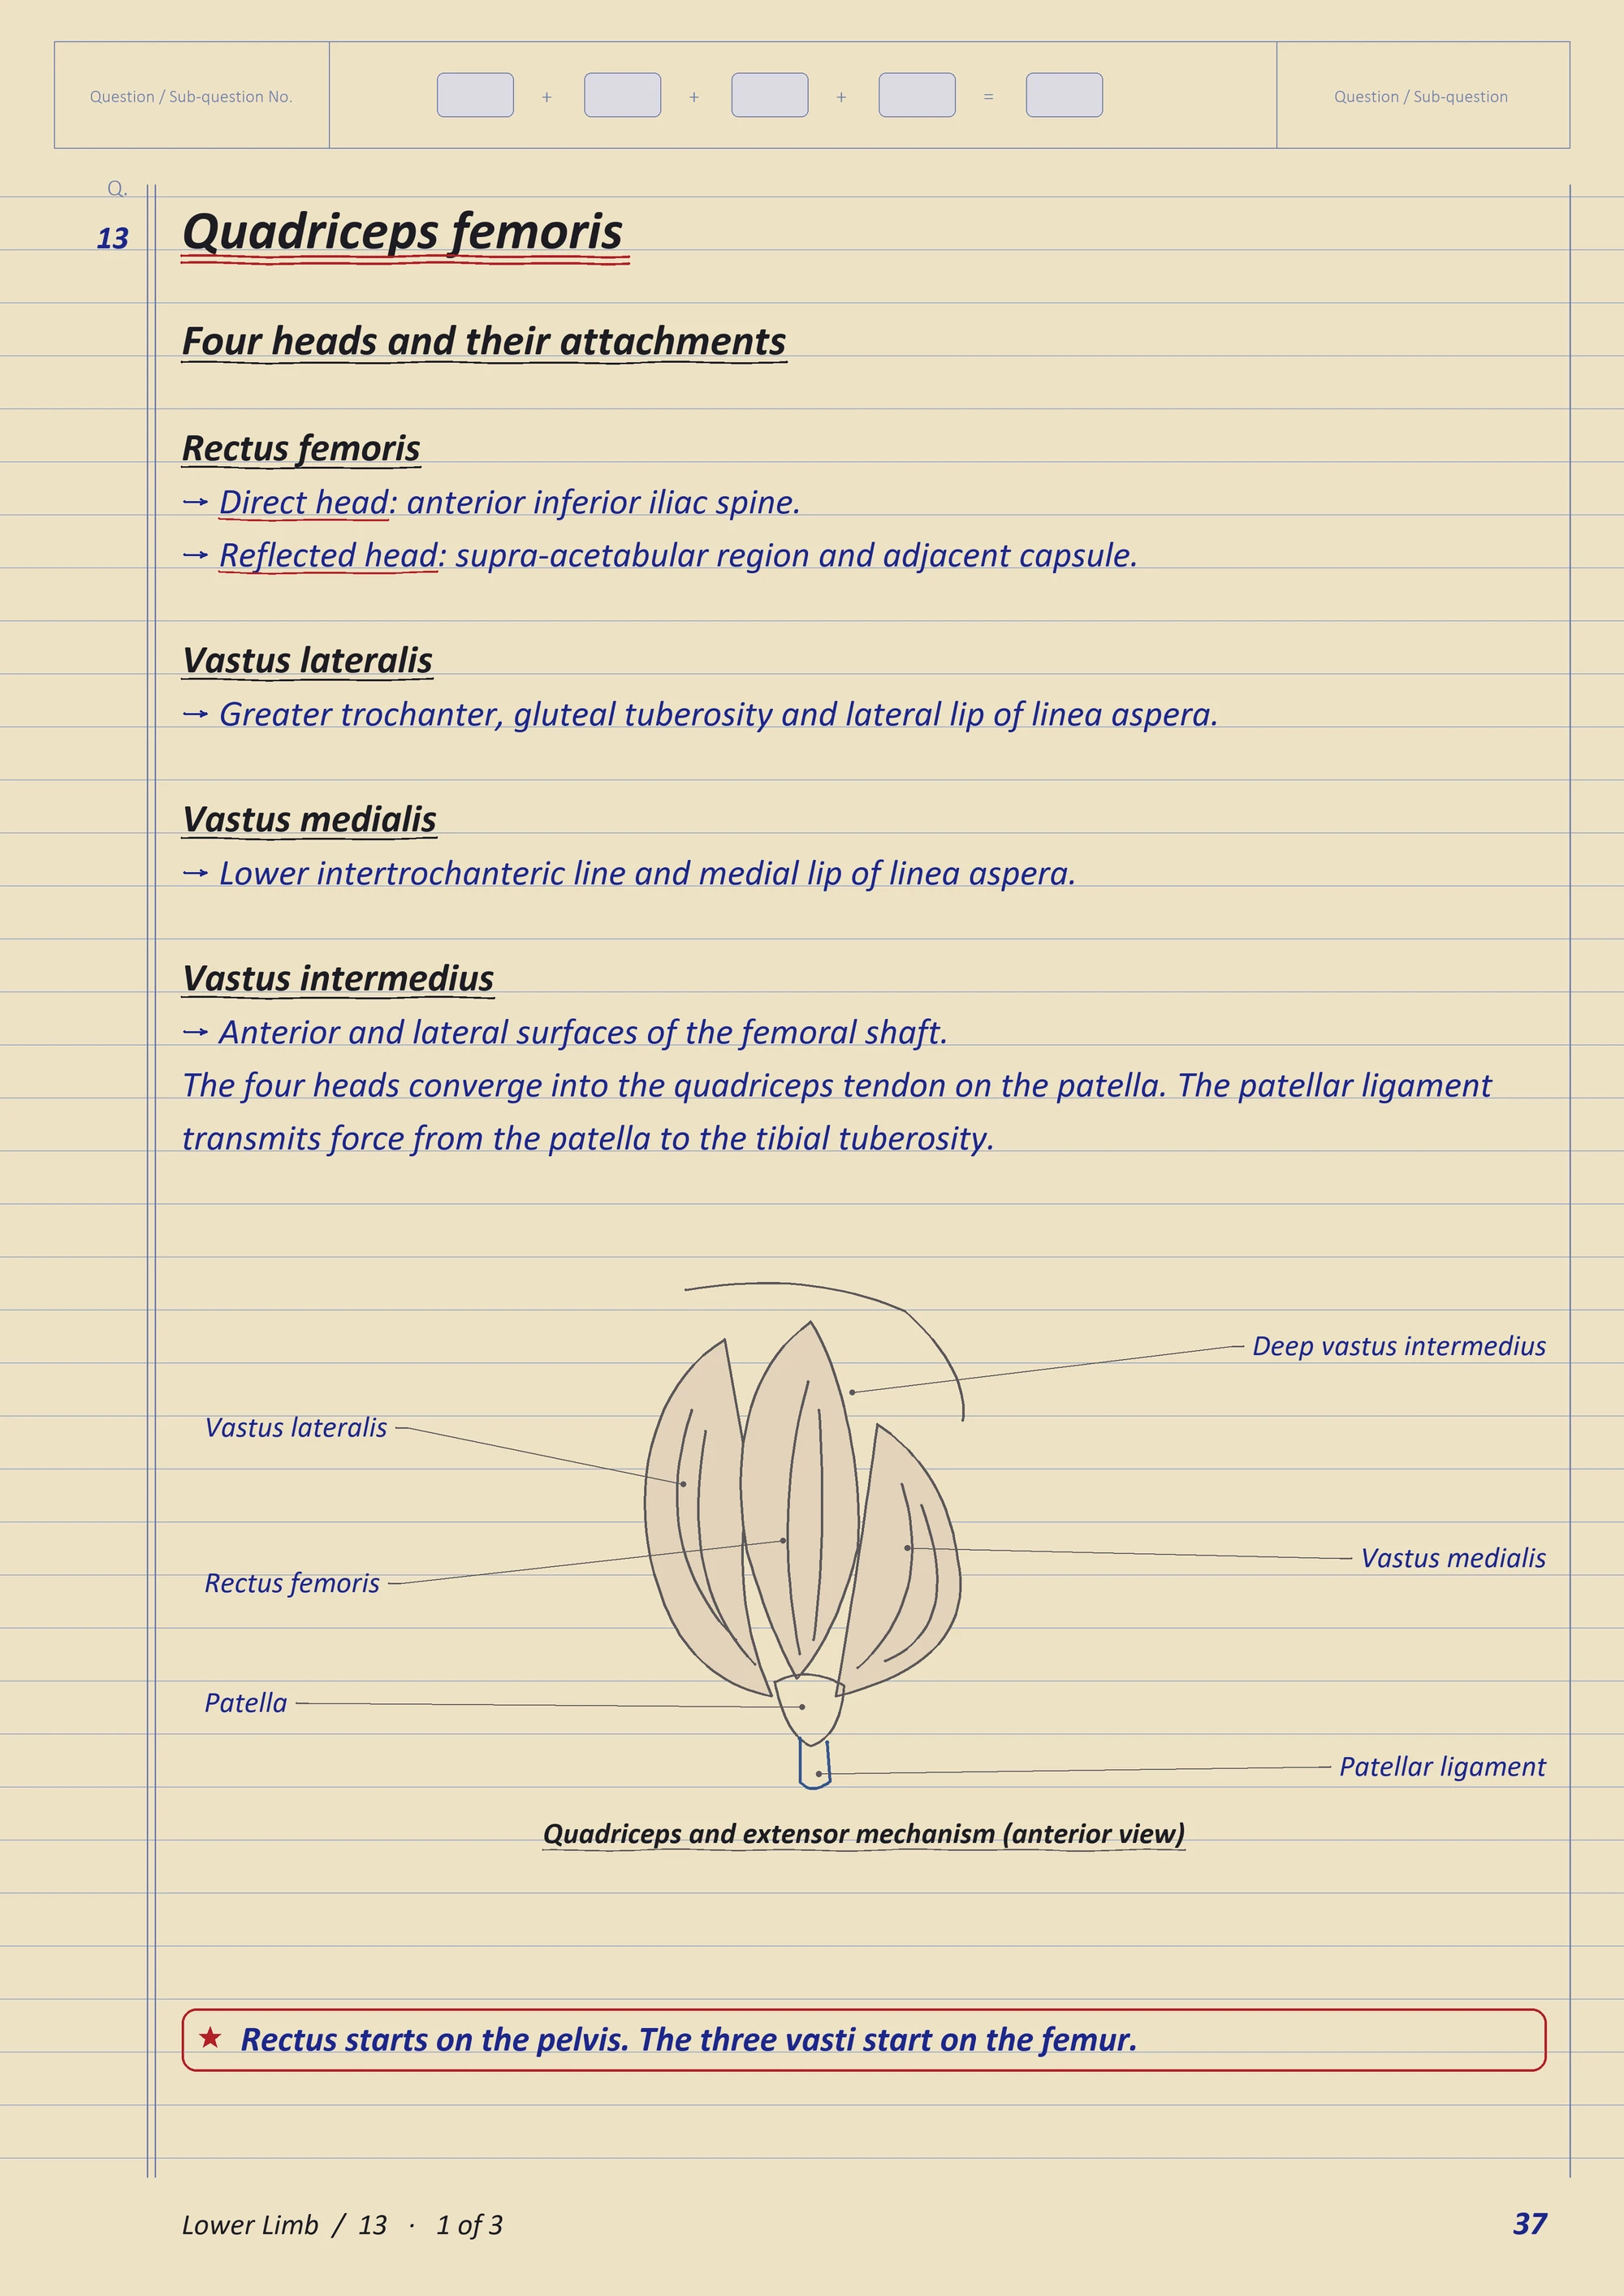 Question / Sub-question No.
+ + + =
Question / Sub-question
Q.
13
Quadriceps femoris
Four heads and their attachments
Rectus femoris
→ Direct head: anterior inferior iliac spine.
→ Reflected head: supra-acetabular region and adjacent capsule.
Vastus lateralis
→ Greater trochanter, gluteal tuberosity and lateral lip of linea aspera.
Vastus medialis
→ Lower intertrochanteric line and medial lip of linea aspera.
Vastus intermedius
→ Anterior and lateral surfaces of the femoral shaft.
The four heads converge into the quadriceps tendon on the patella. The patellar ligament
transmits force from the patella to the tibial tuberosity.
Deep vastus intermedius
Vastus lateralis
Vastus medialis
Rectus femoris
Patella
Patellar ligament
Quadriceps and extensor mechanism (anterior view)
★ Rectus starts on the pelvis. The three vasti start on the femur.
Lower Limb / 13 · 1 of 3
37